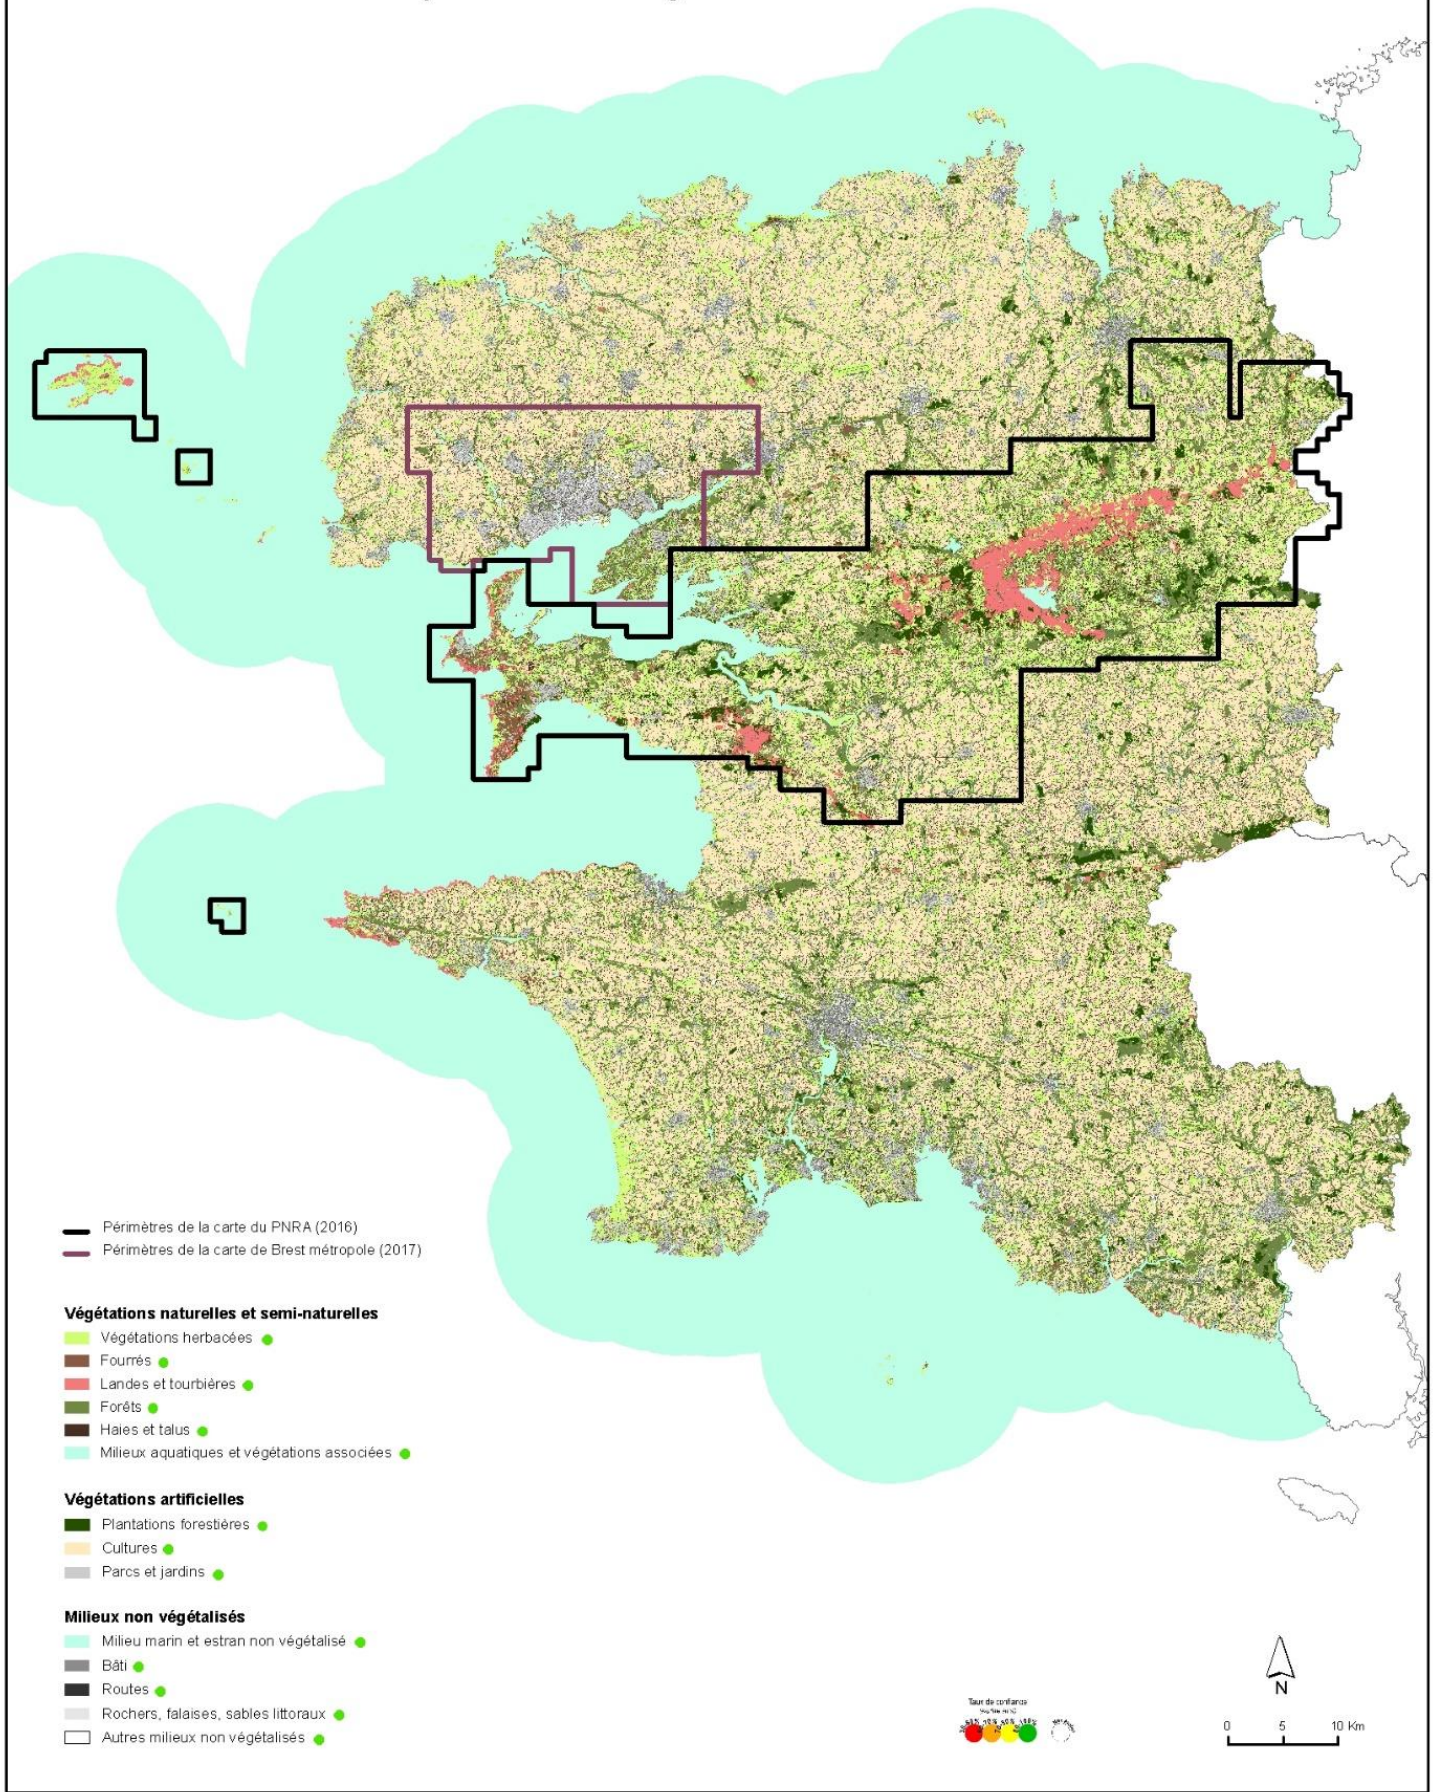 Périmètres de la carte du PNRA (2016)
Périmètres de la carte de Brest métropole (2017)
Végétations naturelles et semi-naturelles
Végétations herbacées
Fourrés
Landes et tourbières
Forêts
Haies et talus
Milieux aquatiques et végétations associées
Végétations artificielles
Plantations forestières
Cultures
Parcs et jardins
Milieux non végétalisés
Milieu marin et estran non végétalisé
Bâti
Routes
Rochers, falaises, sables littoraux
Autres milieux non végétalisés
Taux de confiance
N
0 5 10 Km